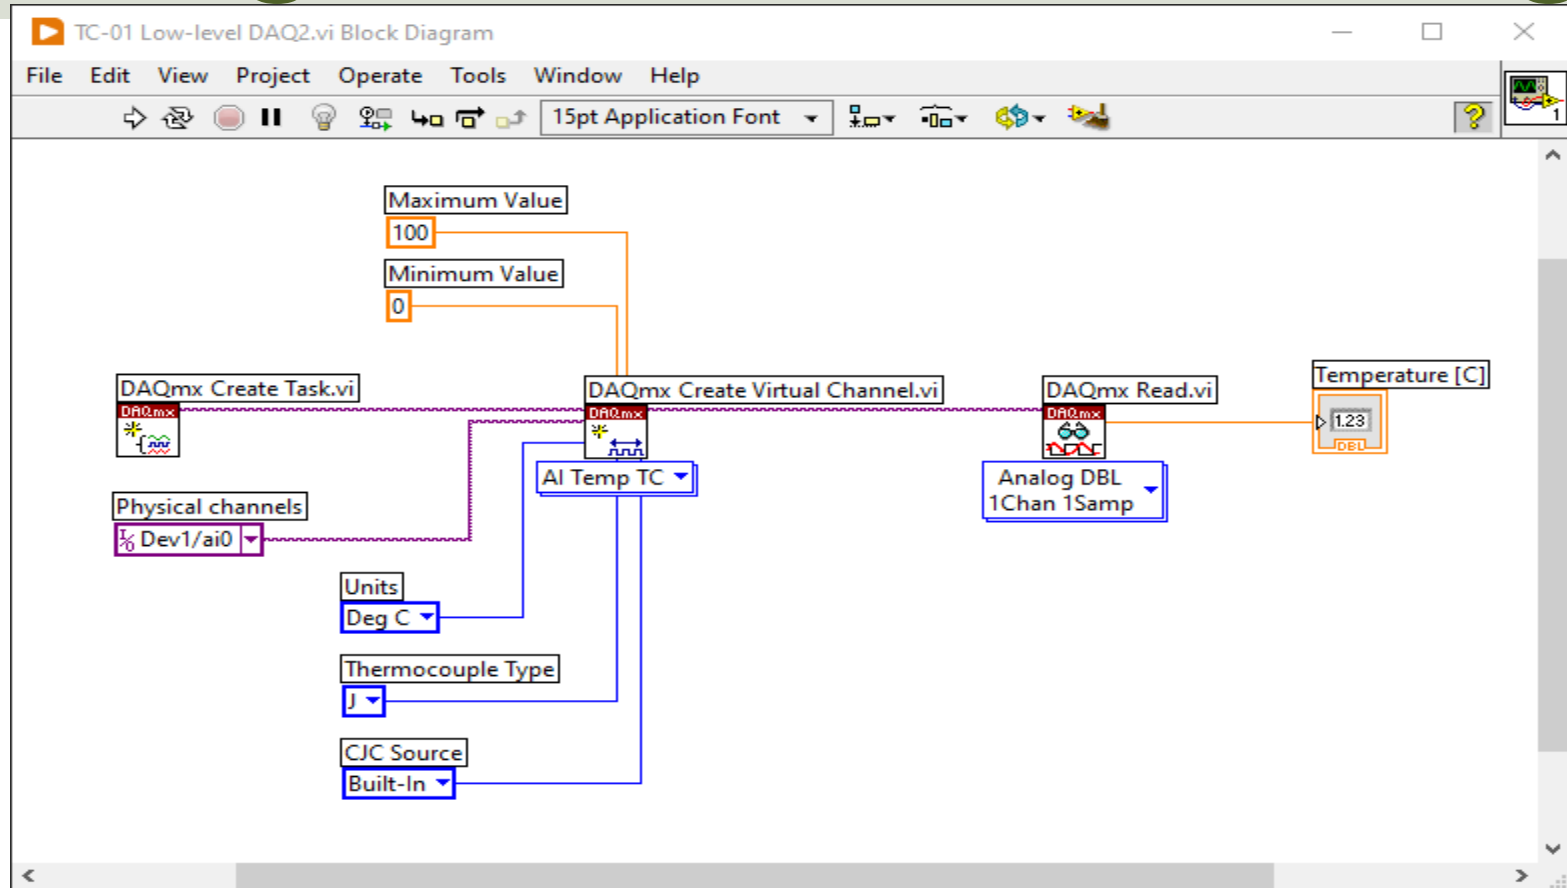 TC-01 Low-level DAQ2.vi Block Diagram
File Edit View Project Operate Tools Window Help
15pt Application Font
1
Maximum Value
100
Minimum Value
0
DAQmx Create Task.vi
DAQmx
DAQmx Create Virtual Channel.vi
DAQmx
AI Temp TC
DAQmx Read.vi
DAQmx
Analog DBL
1Chan 1Samp
Temperature [C]
1.23
DBL
Physical channels
I/O Dev1/ai0
Units
Deg C
Thermocouple Type
J
CJC Source
Built-In